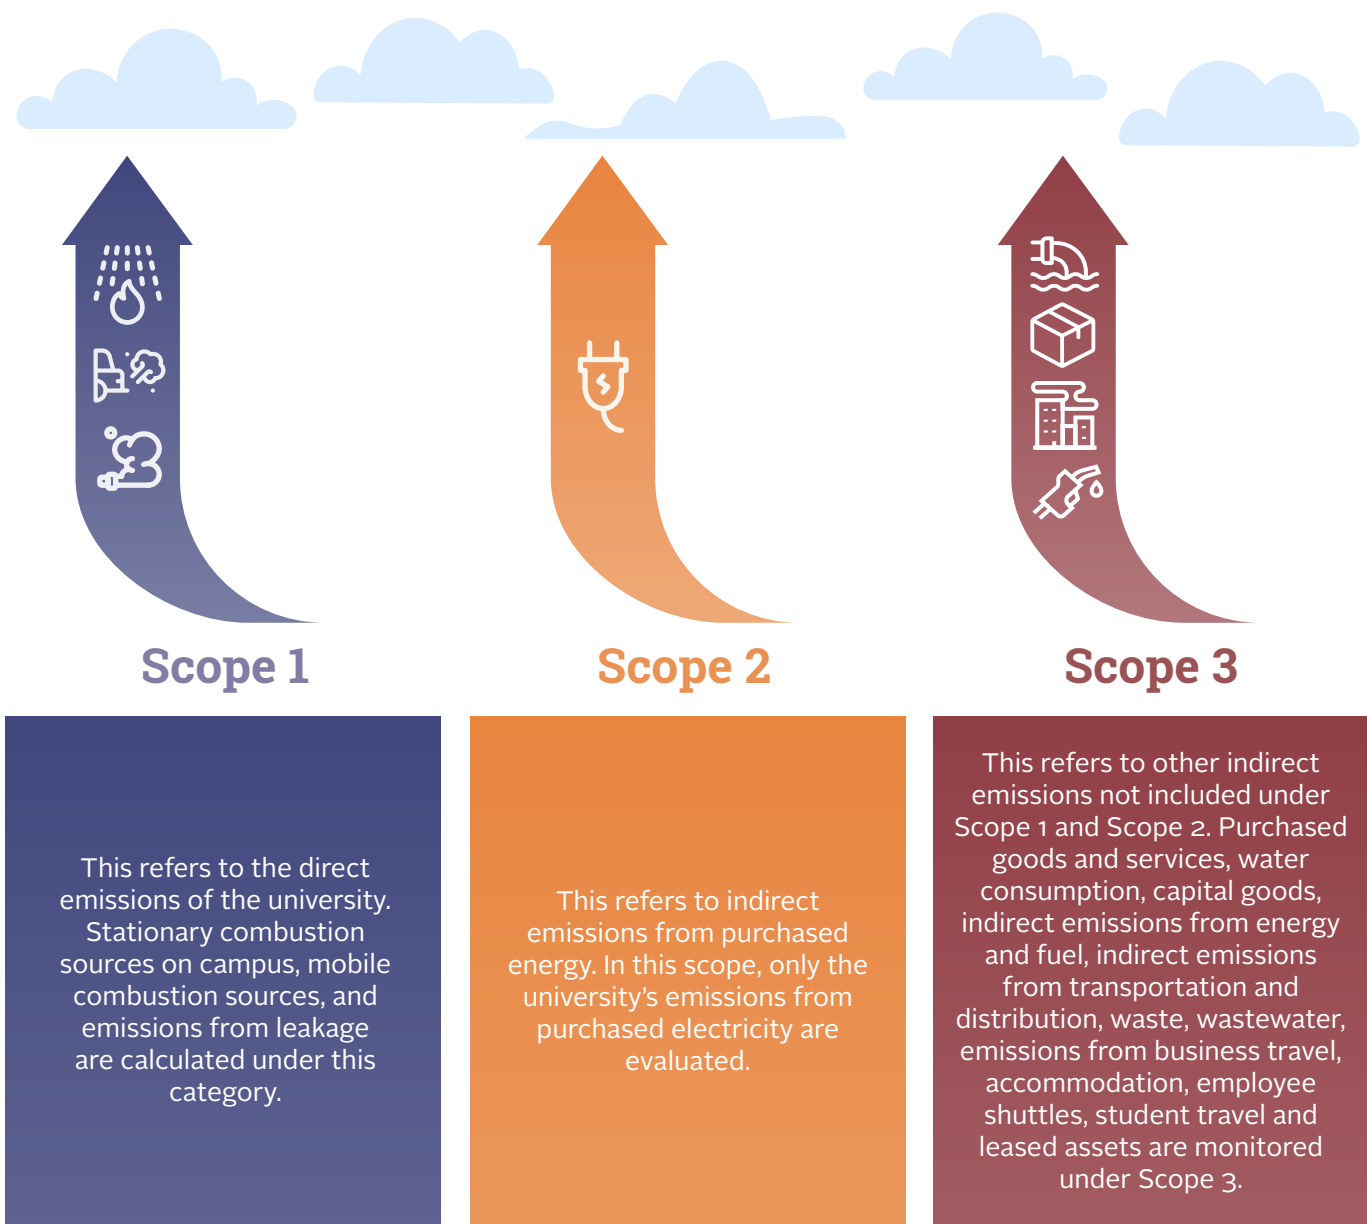 Scope 1
This refers to the direct
emissions of the university.
Stationary combustion
sources on campus, mobile
combustion sources, and
emissions from leakage
are calculated under this
category.
Scope 2
This refers to indirect
emissions from purchased
energy. In this scope, only the
university’s emissions from
purchased electricity are
evaluated.
Scope 3
This refers to other indirect
emissions not included under
Scope 1 and Scope 2. Purchased
goods and services, water
consumption, capital goods,
indirect emissions from energy
and fuel, indirect emissions
from transportation and
distribution, waste, wastewater,
emissions from business travel,
accommodation, employee
shuttles, student travel and
leased assets are monitored
under Scope 3.